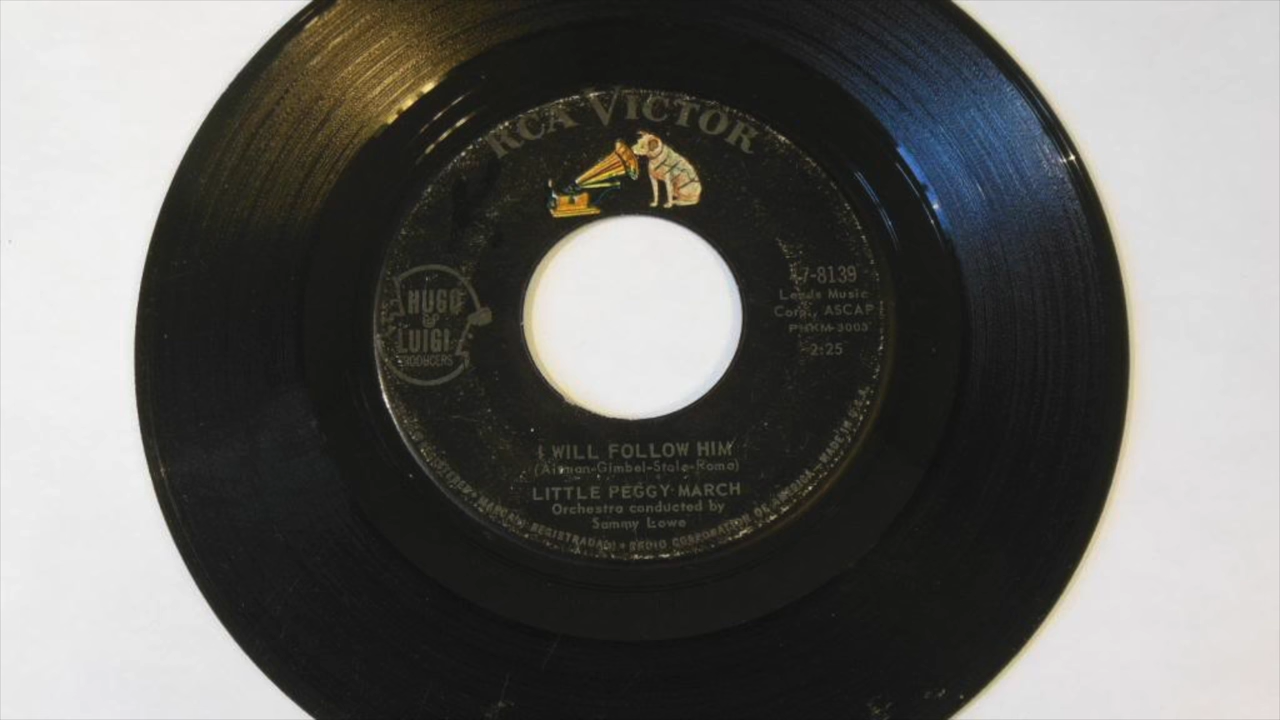 RCA VICTOR
HUGO
&
LUIGI
PRODUCERS
47-8139
Leeds Music
Corp., ASCAP
PHKM-3003
2:25
I WILL FOLLOW HIM
(Altman-Gimbel-Stole-Roma)
LITTLE PEGGY MARCH
Orchestra conducted by
Sammy Lowe
MARCA(S) REGISTRADA(S) • RADIO CORPORATION OF AMERICA — MADE IN U.S.A.